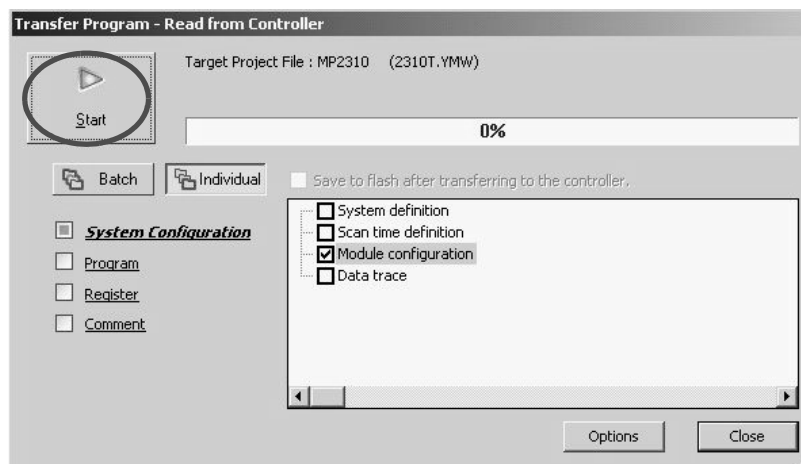 Transfer Program - Read from Controller
Target Project File : MP2310 (2310T.YMW)
Start
0%
Batch
Individual
Save to flash after transferring to the controller.
System Configuration
Program
Register
Comment
System definition
Scan time definition
Module configuration
Data trace
Options
Close